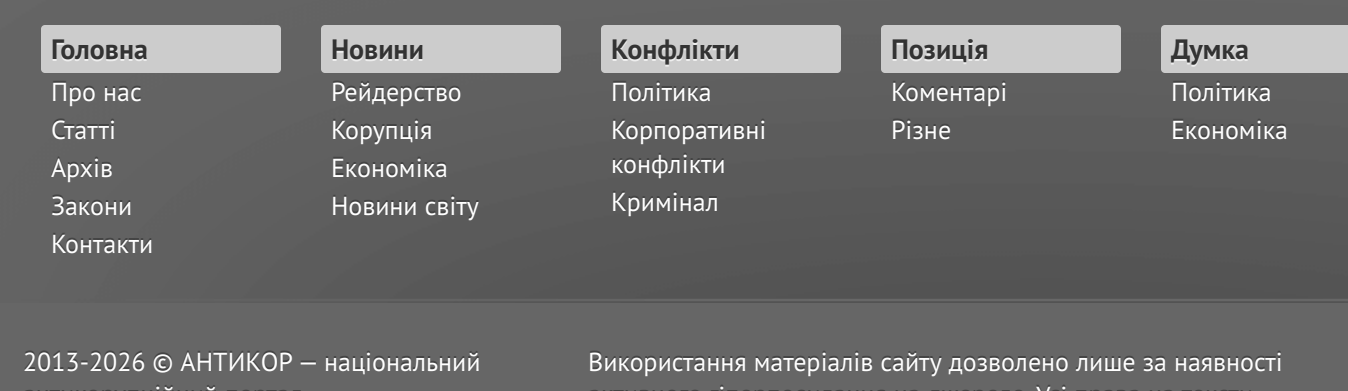 Головна
Про нас
Статті
Архів
Закони
Контакти
Новини
Рейдерство
Корупція
Економіка
Новини світу
Конфлікти
Політика
Корпоративні
конфлікти
Кримінал
Позиція
Коментарі
Різне
Думка
Політика
Економіка
2013-2026 © АНТИКОР — національний
Використання матеріалів сайту дозволено лише за наявності